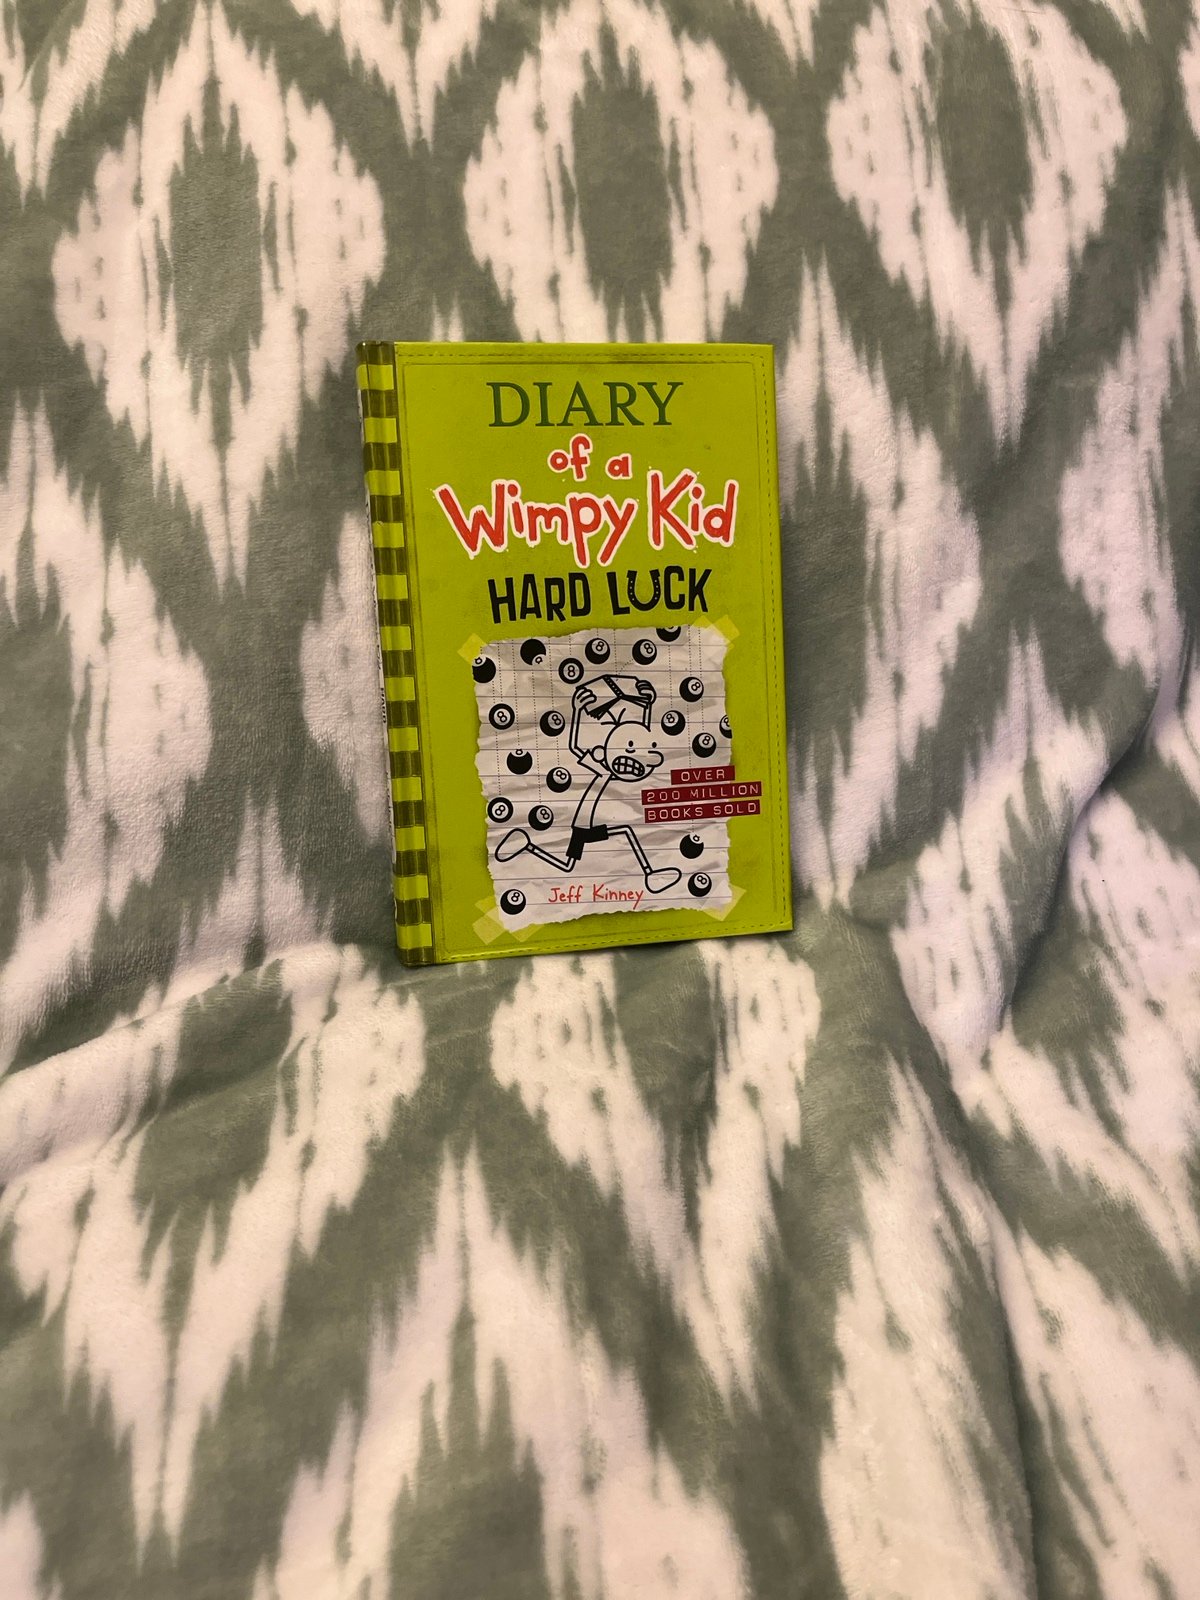 DIARY
of a
Wimpy Kid
HARD LUCK
OVER
200 MILLION
BOOKS SOLD
Jeff Kinney